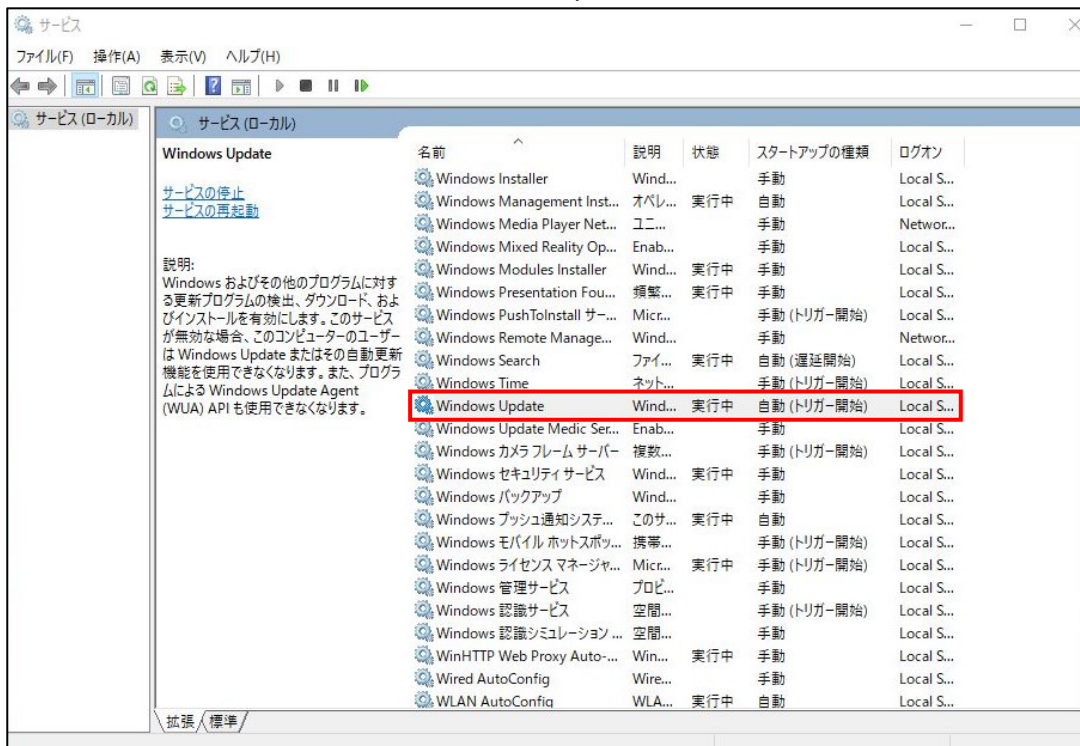 サービス
ファイル(F) 操作(A) 表示(V) ヘルプ(H)
サービス (ローカル)
サービス (ローカル)
Windows Update
サービスの停止
サービスの再起動
説明:
Windows およびその他のプログラムに対す
る更新プログラムの検出、ダウンロード、およ
びインストールを有効にします。このサービス
が無効な場合、このコンピューターのユーザー
は Windows Update またはその自動更新
機能を使用できなくなります。また、プログラ
ムによる Windows Update Agent
(WUA) API も使用できなくなります。
名前 説明 状態 スタートアップの種類 ログオン
Windows Installer Wind... 手動 Local S...
Windows Management Inst... オペレ... 実行中 自動 Local S...
Windows Media Player Net... ユニ... 手動 Networ...
Windows Mixed Reality Op... Enab... 手動 Local S...
Windows Modules Installer Wind... 実行中 手動 Local S...
Windows Presentation Fou... 頻繁... 実行中 手動 Local S...
Windows PushToInstall サー... Micr... 手動 (トリガー開始) Local S...
Windows Remote Manage... Wind... 手動 Networ...
Windows Search ファイ... 実行中 自動 (遅延開始) Local S...
Windows Time ネット... 手動 (トリガー開始) Local S...
Windows Update Wind... 実行中 自動 (トリガー開始) Local S...
Windows Update Medic Ser... Enab... 手動 Local S...
Windows カメラ フレーム サーバー 複数... 手動 (トリガー開始) Local S...
Windows セキュリティ サービス Wind... 実行中 手動 Local S...
Windows バックアップ Wind... 手動 Local S...
Windows プッシュ通知システ... このサ... 実行中 自動 Local S...
Windows モバイル ホットスポッ... 携帯... 手動 (トリガー開始) Local S...
Windows ライセンス マネージャ... Micr... 実行中 手動 (トリガー開始) Local S...
Windows 管理サービス プロビ... 手動 Local S...
Windows 認識サービス 空間... 手動 (トリガー開始) Local S...
Windows 認識シミュレーション ... 空間... 手動 Local S...
WinHTTP Web Proxy Auto-... Win... 実行中 手動 Local S...
Wired AutoConfig Wire... 手動 Local S...
WLAN AutoConfig WLA... 実行中 自動 Local S...
拡張 標準